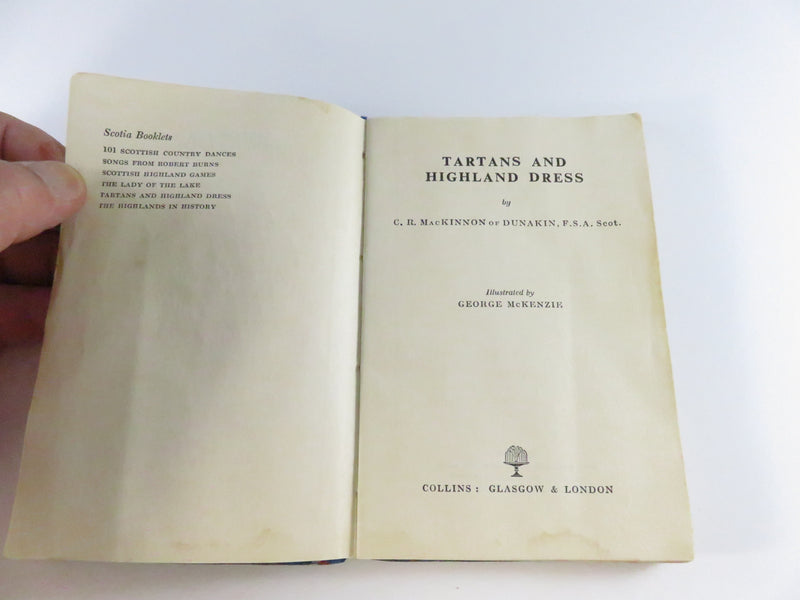 Scotia Booklets
101 SCOTTISH COUNTRY DANCES
SONGS FROM ROBERT BURNS
SCOTTISH HIGHLAND GAMES
THE LADY OF THE LAKE
TARTANS AND HIGHLAND DRESS
THE HIGHLANDS IN HISTORY
TARTANS AND
HIGHLAND DRESS
by
C. R. MacKINNON OF DUNAKIN, F.S.A. Scot.
Illustrated by
GEORGE McKENZIE
COLLINS: GLASGOW & LONDON